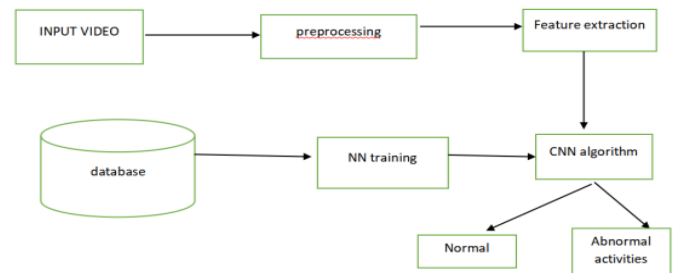 INPUT VIDEO
preprocessing
Feature extraction
database
NN training
CNN algorithm
Normal
Abnormal
activities